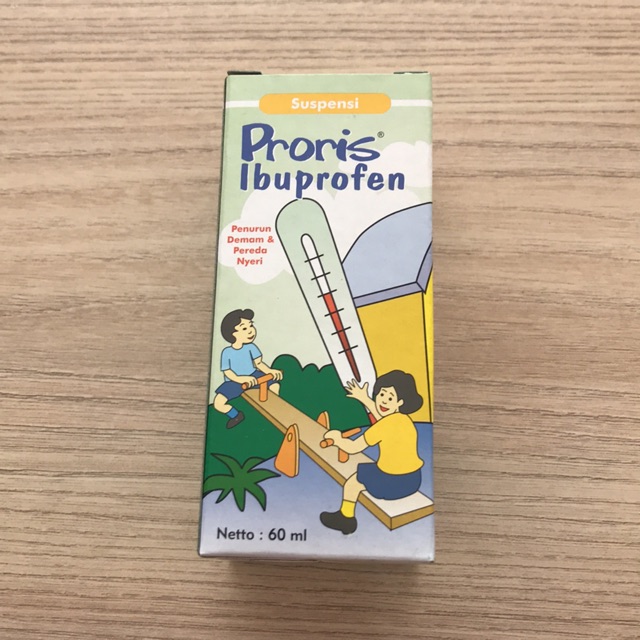 Suspensi
Proris®
Ibuprofen
Penurun
Demam &
Pereda
Nyeri
Netto : 60 ml